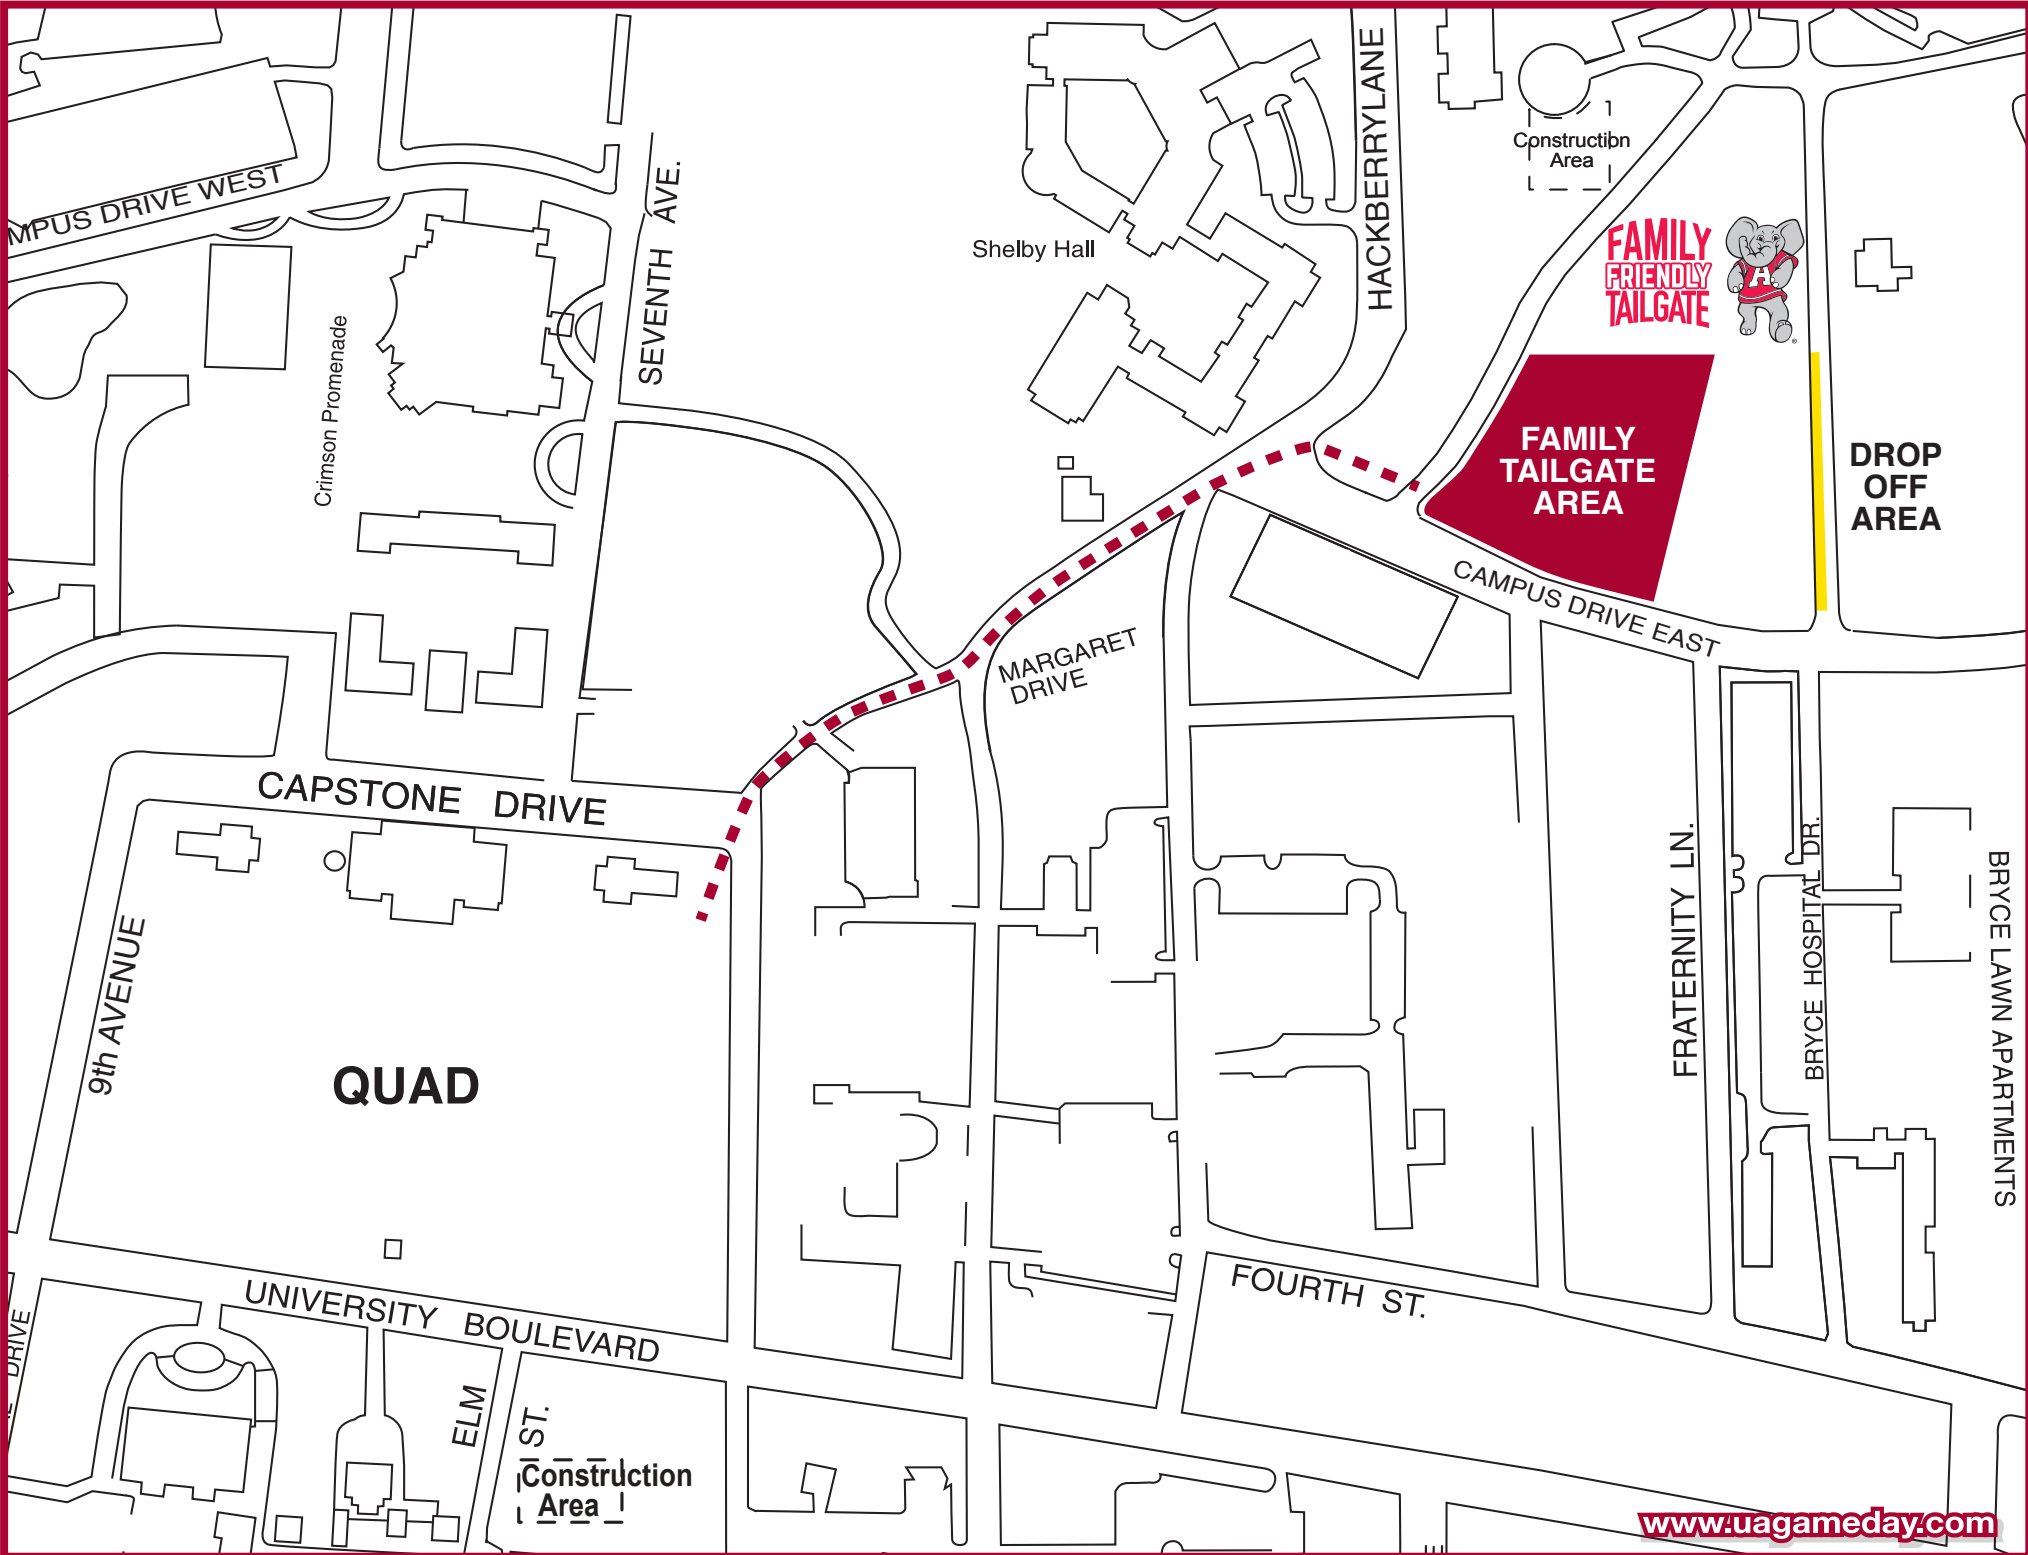 HACKBERRYLANE
Construction
Area
MPUS DRIVE WEST
SEVENTH AVE.
Shelby Hall
FAMILY
FRIENDLY
TAILGATE
A
Crimson Promenade
FAMILY
TAILGATE
AREA
DROP
OFF
AREA
CAMPUS DRIVE EAST
MARGARET
DRIVE
CAPSTONE DRIVE
9th AVENUE
QUAD
FRATERNITY LN.
BRYCE HOSPITAL DR.
BRYCE LAWN APARTMENTS
UNIVERSITY BOULEVARD
FOURTH ST.
DRIVE
ELM
ST.
Construction
Area
www.uagameday.com